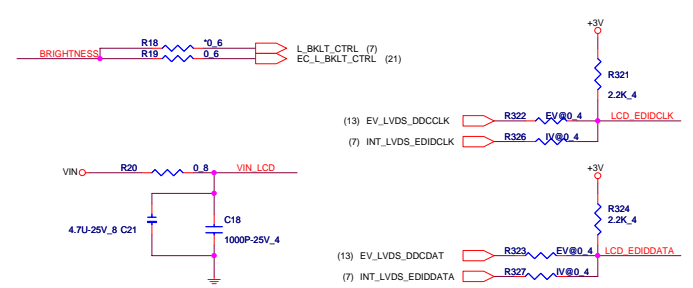 BRIGHTNESS R18 *0_6 L_BKLT_CTRL (7)
R19 0_6 EC_L_BKLT_CTRL (21)
+3V
R321
2.2K_4
(13) EV_LVDS_DDCCLK R322 EV@0_4 LCD_EDIDCLK
(7) INT_LVDS_EDIDCLK R326 IV@0_4
VIN R20 0_8 VIN_LCD
4.7U-25V_8 C21
C18
1000P-25V_4
+3V
R324
2.2K_4
(13) EV_LVDS_DDCDAT R323 EV@0_4 LCD_EDIDDATA
(7) INT_LVDS_EDIDDATA R327 IV@0_4